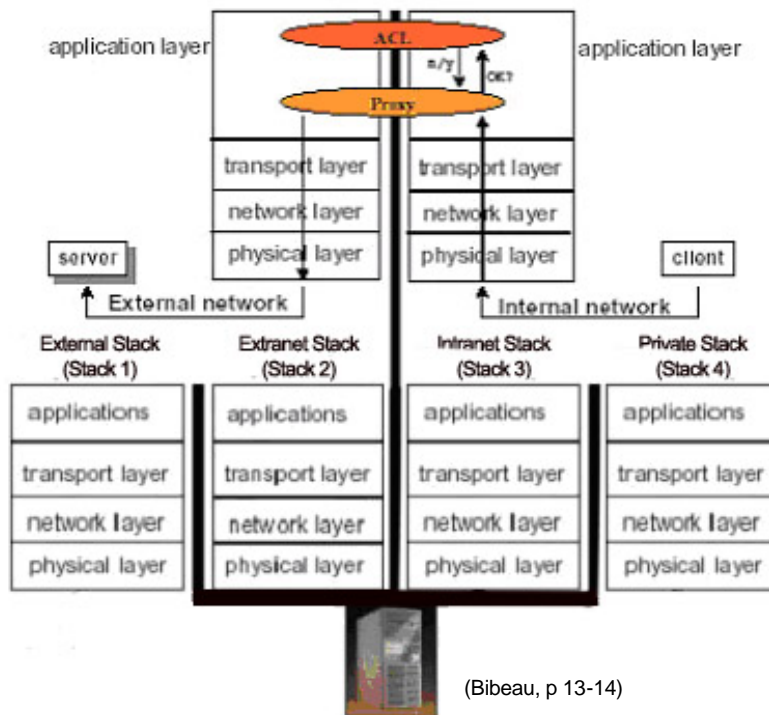 ACL
application layer
application layer
n/y
OK?
Proxy
transport layer
transport layer
network layer
network layer
physical layer
physical layer
server
client
External network
Internal network
External Stack
(Stack 1)
Extranet Stack
(Stack 2)
Intranet Stack
(Stack 3)
Private Stack
(Stack 4)
applications
applications
applications
applications
transport layer
transport layer
transport layer
transport layer
network layer
network layer
network layer
network layer
physical layer
physical layer
physical layer
physical layer
(Bibeau, p 13-14)